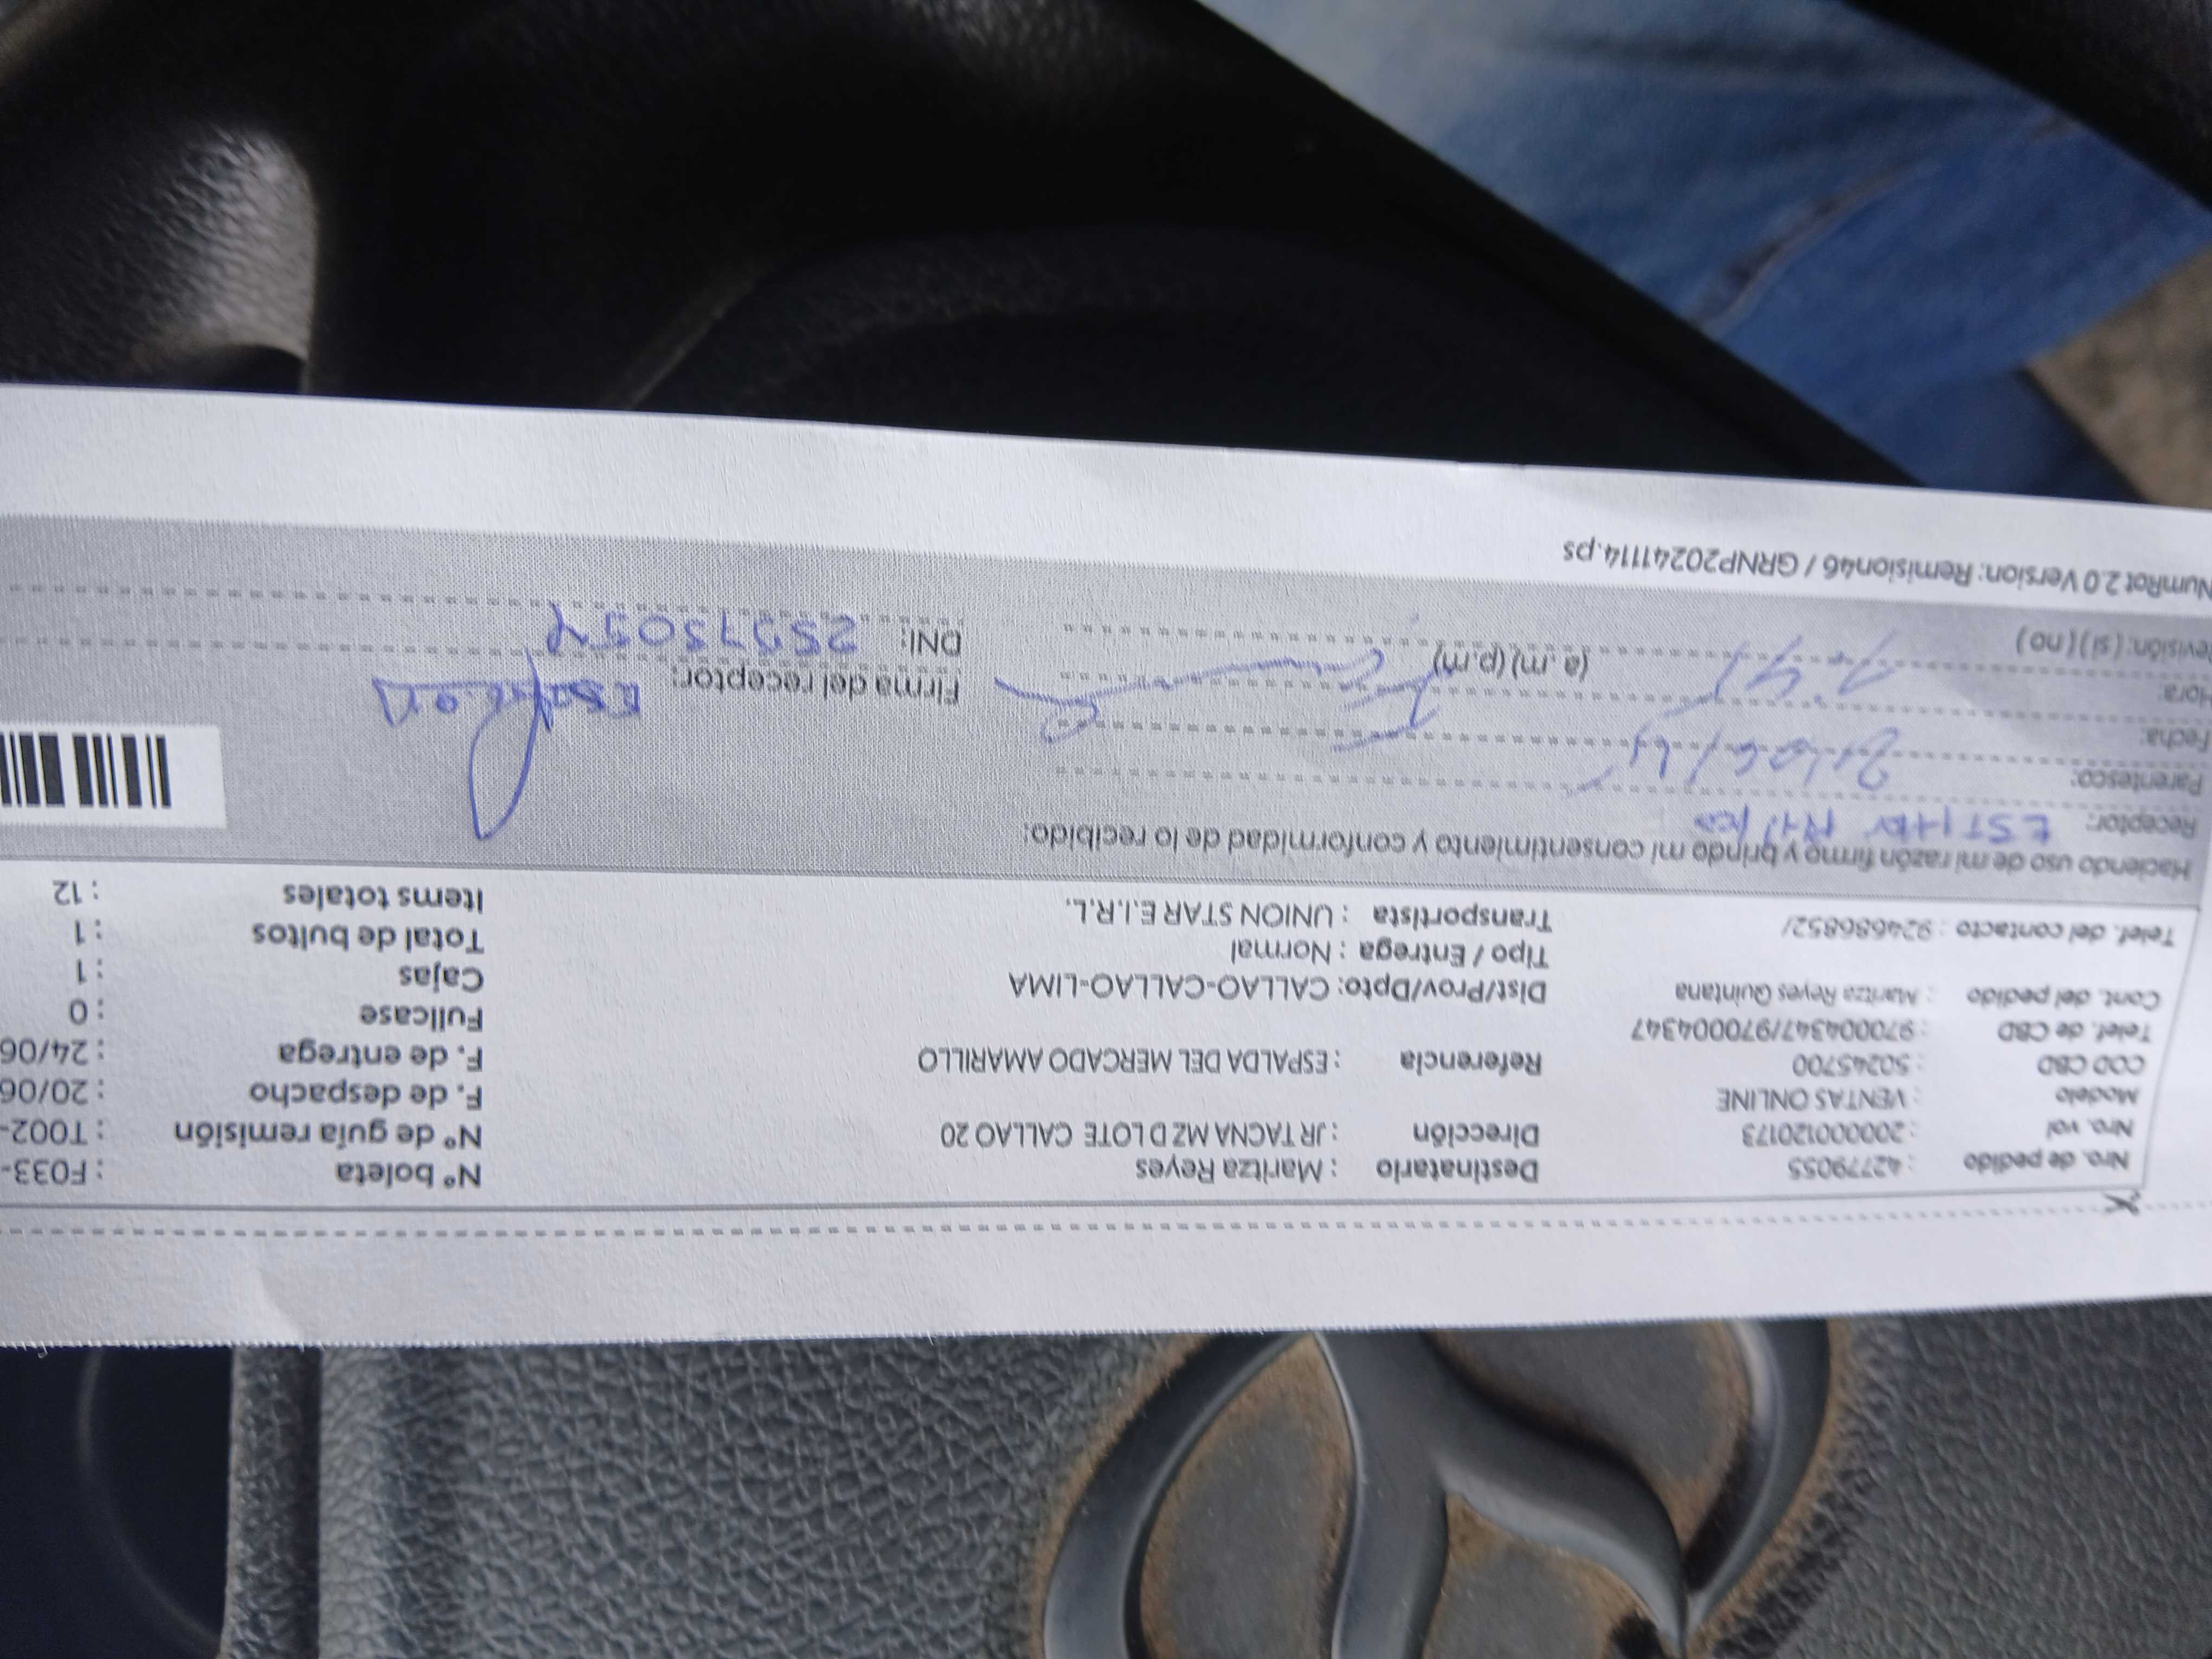 Nro. de pedido : 42779055 Destinatario : Maritza Reyes Nº boleta : F033-
Nro. vol : 20000120173 Dirección : JR TACNA MZ D LOTE CALLAO 20 Nº de guía remisión : T002-
Modelo : VENTAS ONLINE F. de despacho : 20/06
COD CBD : 50245700 Referencia : ESPALDA DEL MERCADO AMARILLO F. de entrega : 24/06
Telef. de CBD : 970004347/970004347 Fullcase : 0
Cont. del pedido : Maritza Reyes Quintana Dist/Prov/Dpto: CALLAO-CALLAO-LIMA Cajas : 1
Tipo / Entrega : Normal Total de bultos : 1
Telef. del contacto : 924686852/ Transportista : UNION STAR E.I.R.L. Items totales : 12
Haciendo uso de mi razón firmo y brindo mi consentimiento y conformidad de lo recibido:
Receptor:
Parentesco:
Fecha: Firma del receptor: Esteban
Hora: (a.m) (p.m) DNI:
Revisión: (si) (no)
NumRot 2.0 Version: Remision46 / GRNP20241114.ps